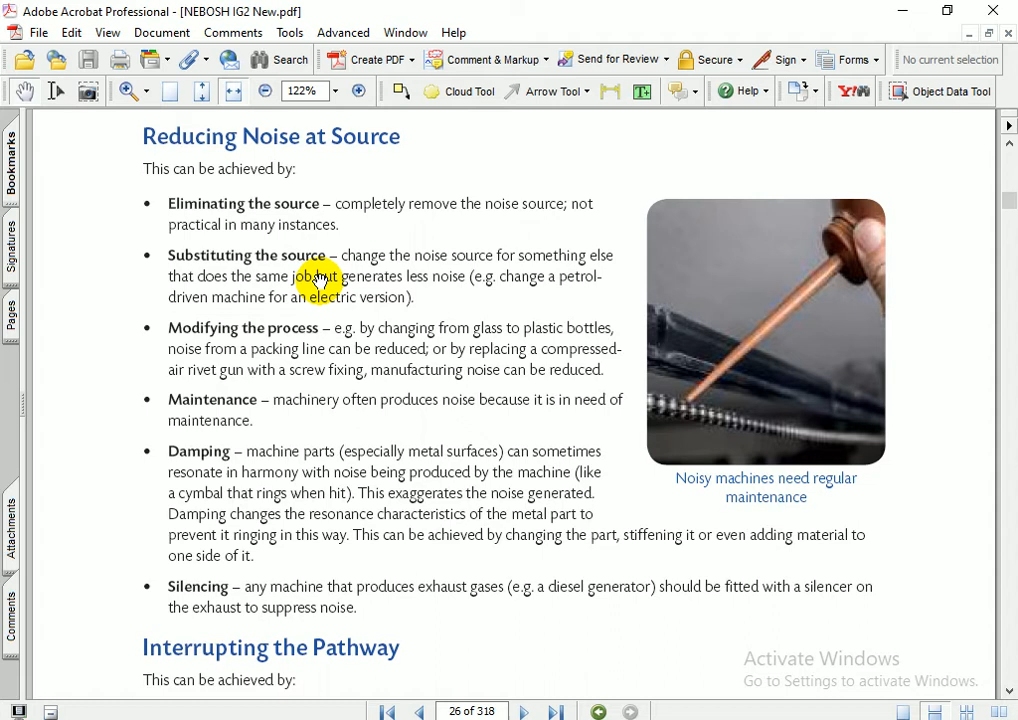 Adobe Acrobat Professional - [NEBOSH IG2 New.pdf]
File Edit View Document Comments Tools Advanced Window Help
Search Create PDF Comment & Markup Send for Review Secure Sign Forms No current selection
122% Cloud Tool Arrow Tool T Help Y! Object Data Tool
Bookmarks
Signatures
Pages
Attachments
Comments
Reducing Noise at Source
This can be achieved by:
• Eliminating the source – completely remove the noise source; not
practical in many instances.
• Substituting the source – change the noise source for something else
that does the same job but generates less noise (e.g. change a petrol-
driven machine for an electric version).
• Modifying the process – e.g. by changing from glass to plastic bottles,
noise from a packing line can be reduced; or by replacing a compressed-
air rivet gun with a screw fixing, manufacturing noise can be reduced.
• Maintenance – machinery often produces noise because it is in need of
maintenance.
• Damping – machine parts (especially metal surfaces) can sometimes
resonate in harmony with noise being produced by the machine (like
a cymbal that rings when hit). This exaggerates the noise generated.
Damping changes the resonance characteristics of the metal part to
prevent it ringing in this way. This can be achieved by changing the part, stiffening it or even adding material to
one side of it.
Noisy machines need regular
maintenance
• Silencing – any machine that produces exhaust gases (e.g. a diesel generator) should be fitted with a silencer on
the exhaust to suppress noise.
Interrupting the Pathway
This can be achieved by:
Activate Windows
Go to Settings to activate Windows.
26 of 318